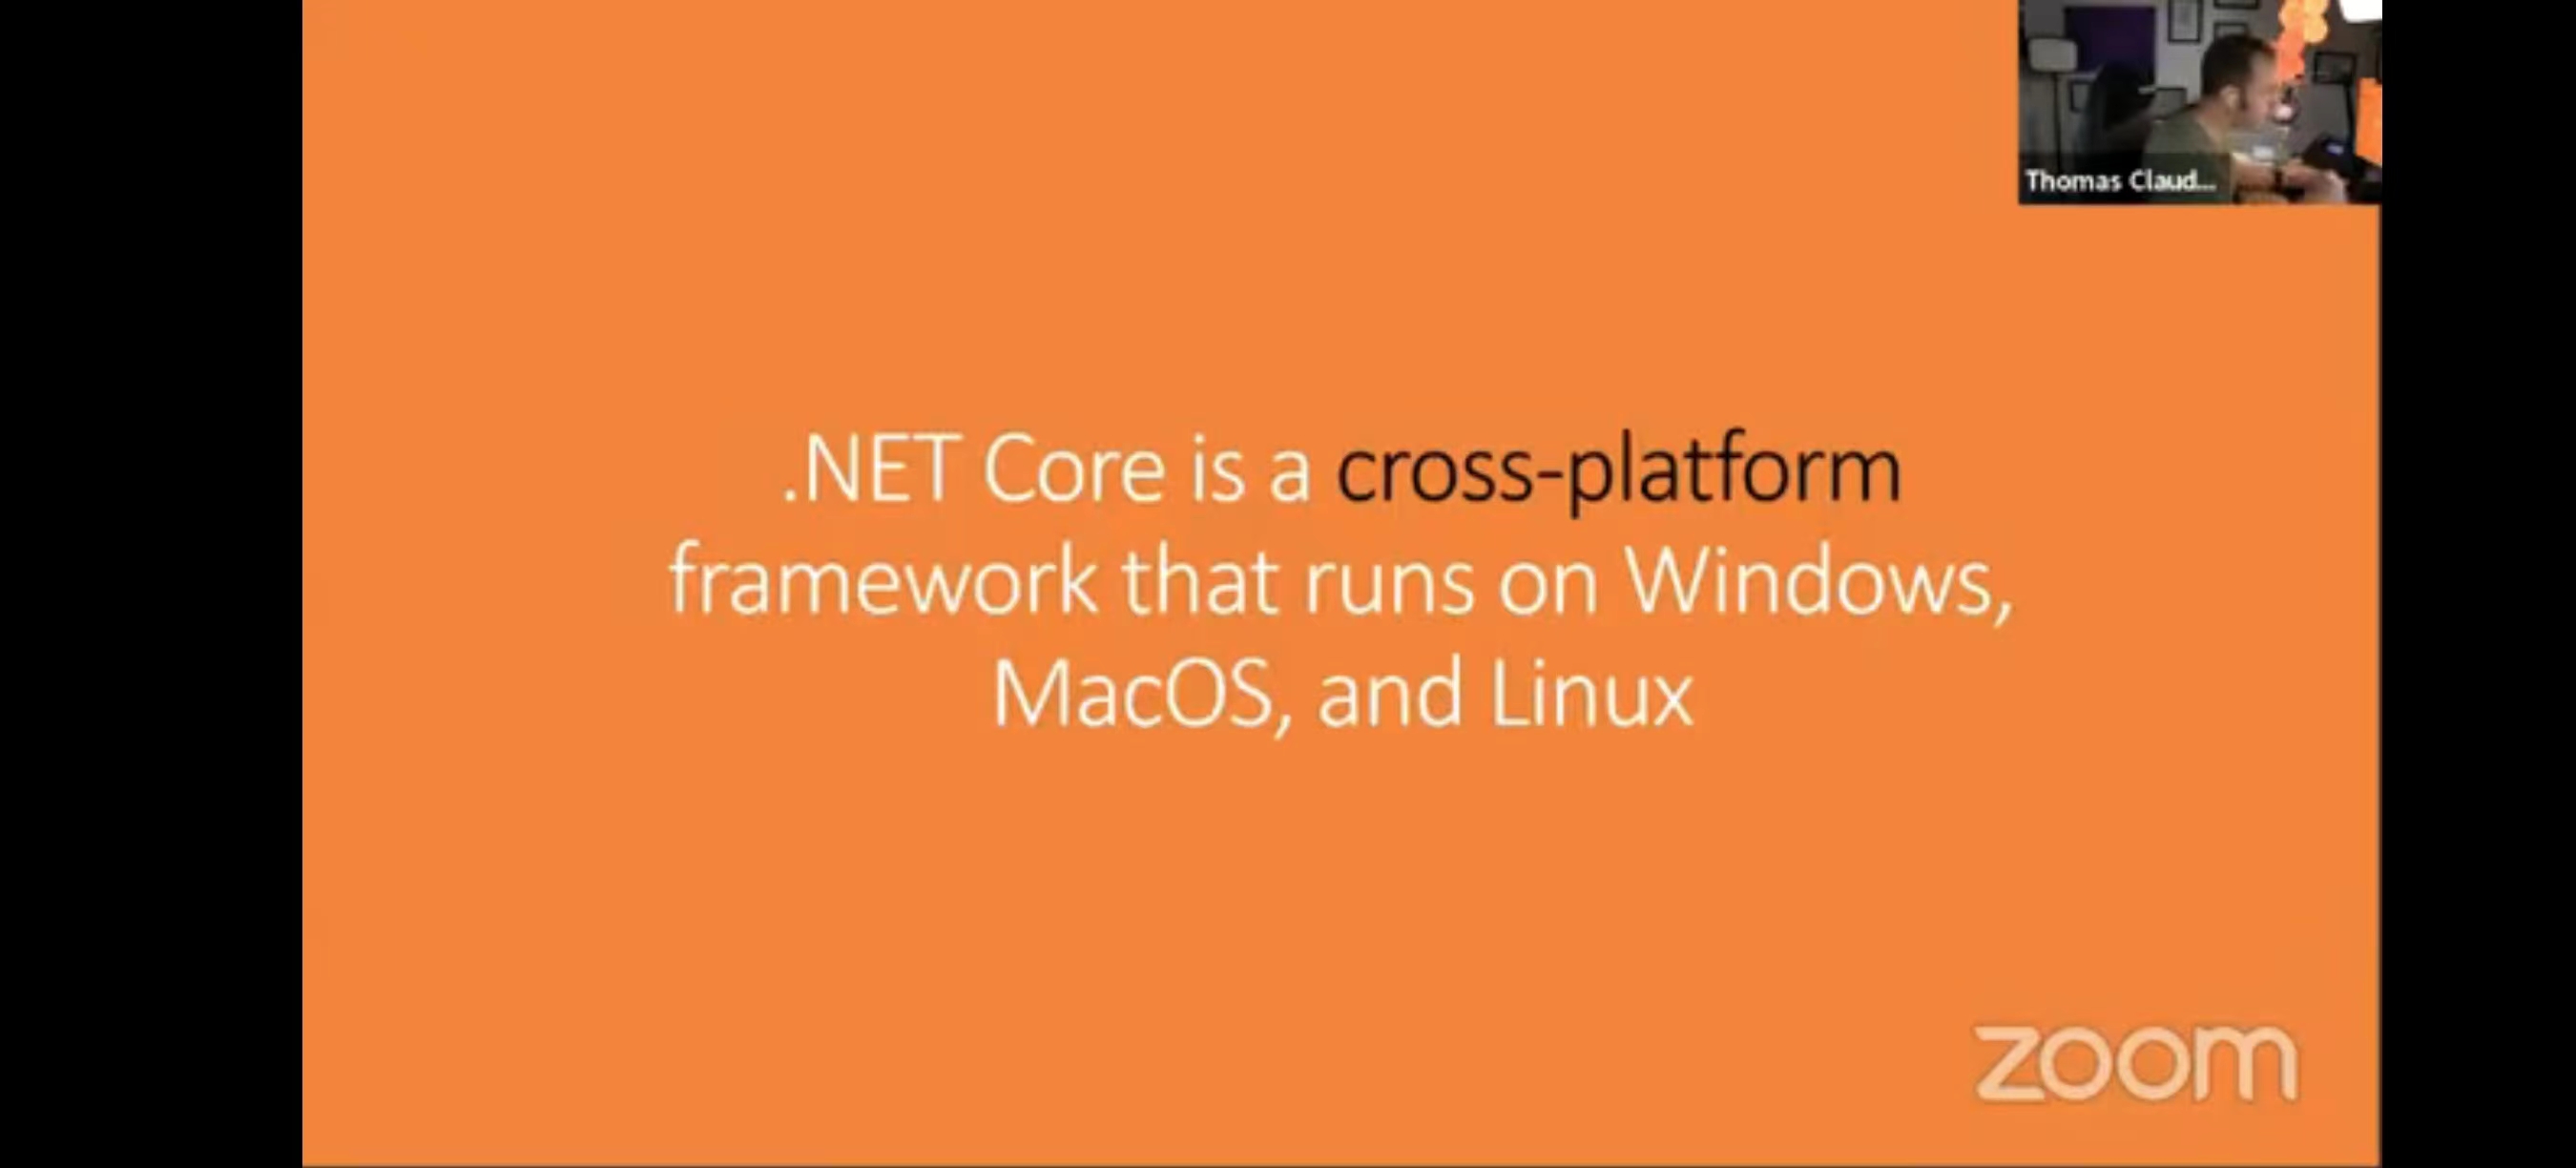 Thomas Claud...
.NET Core is a cross-platform
framework that runs on Windows,
MacOS, and Linux
zoom